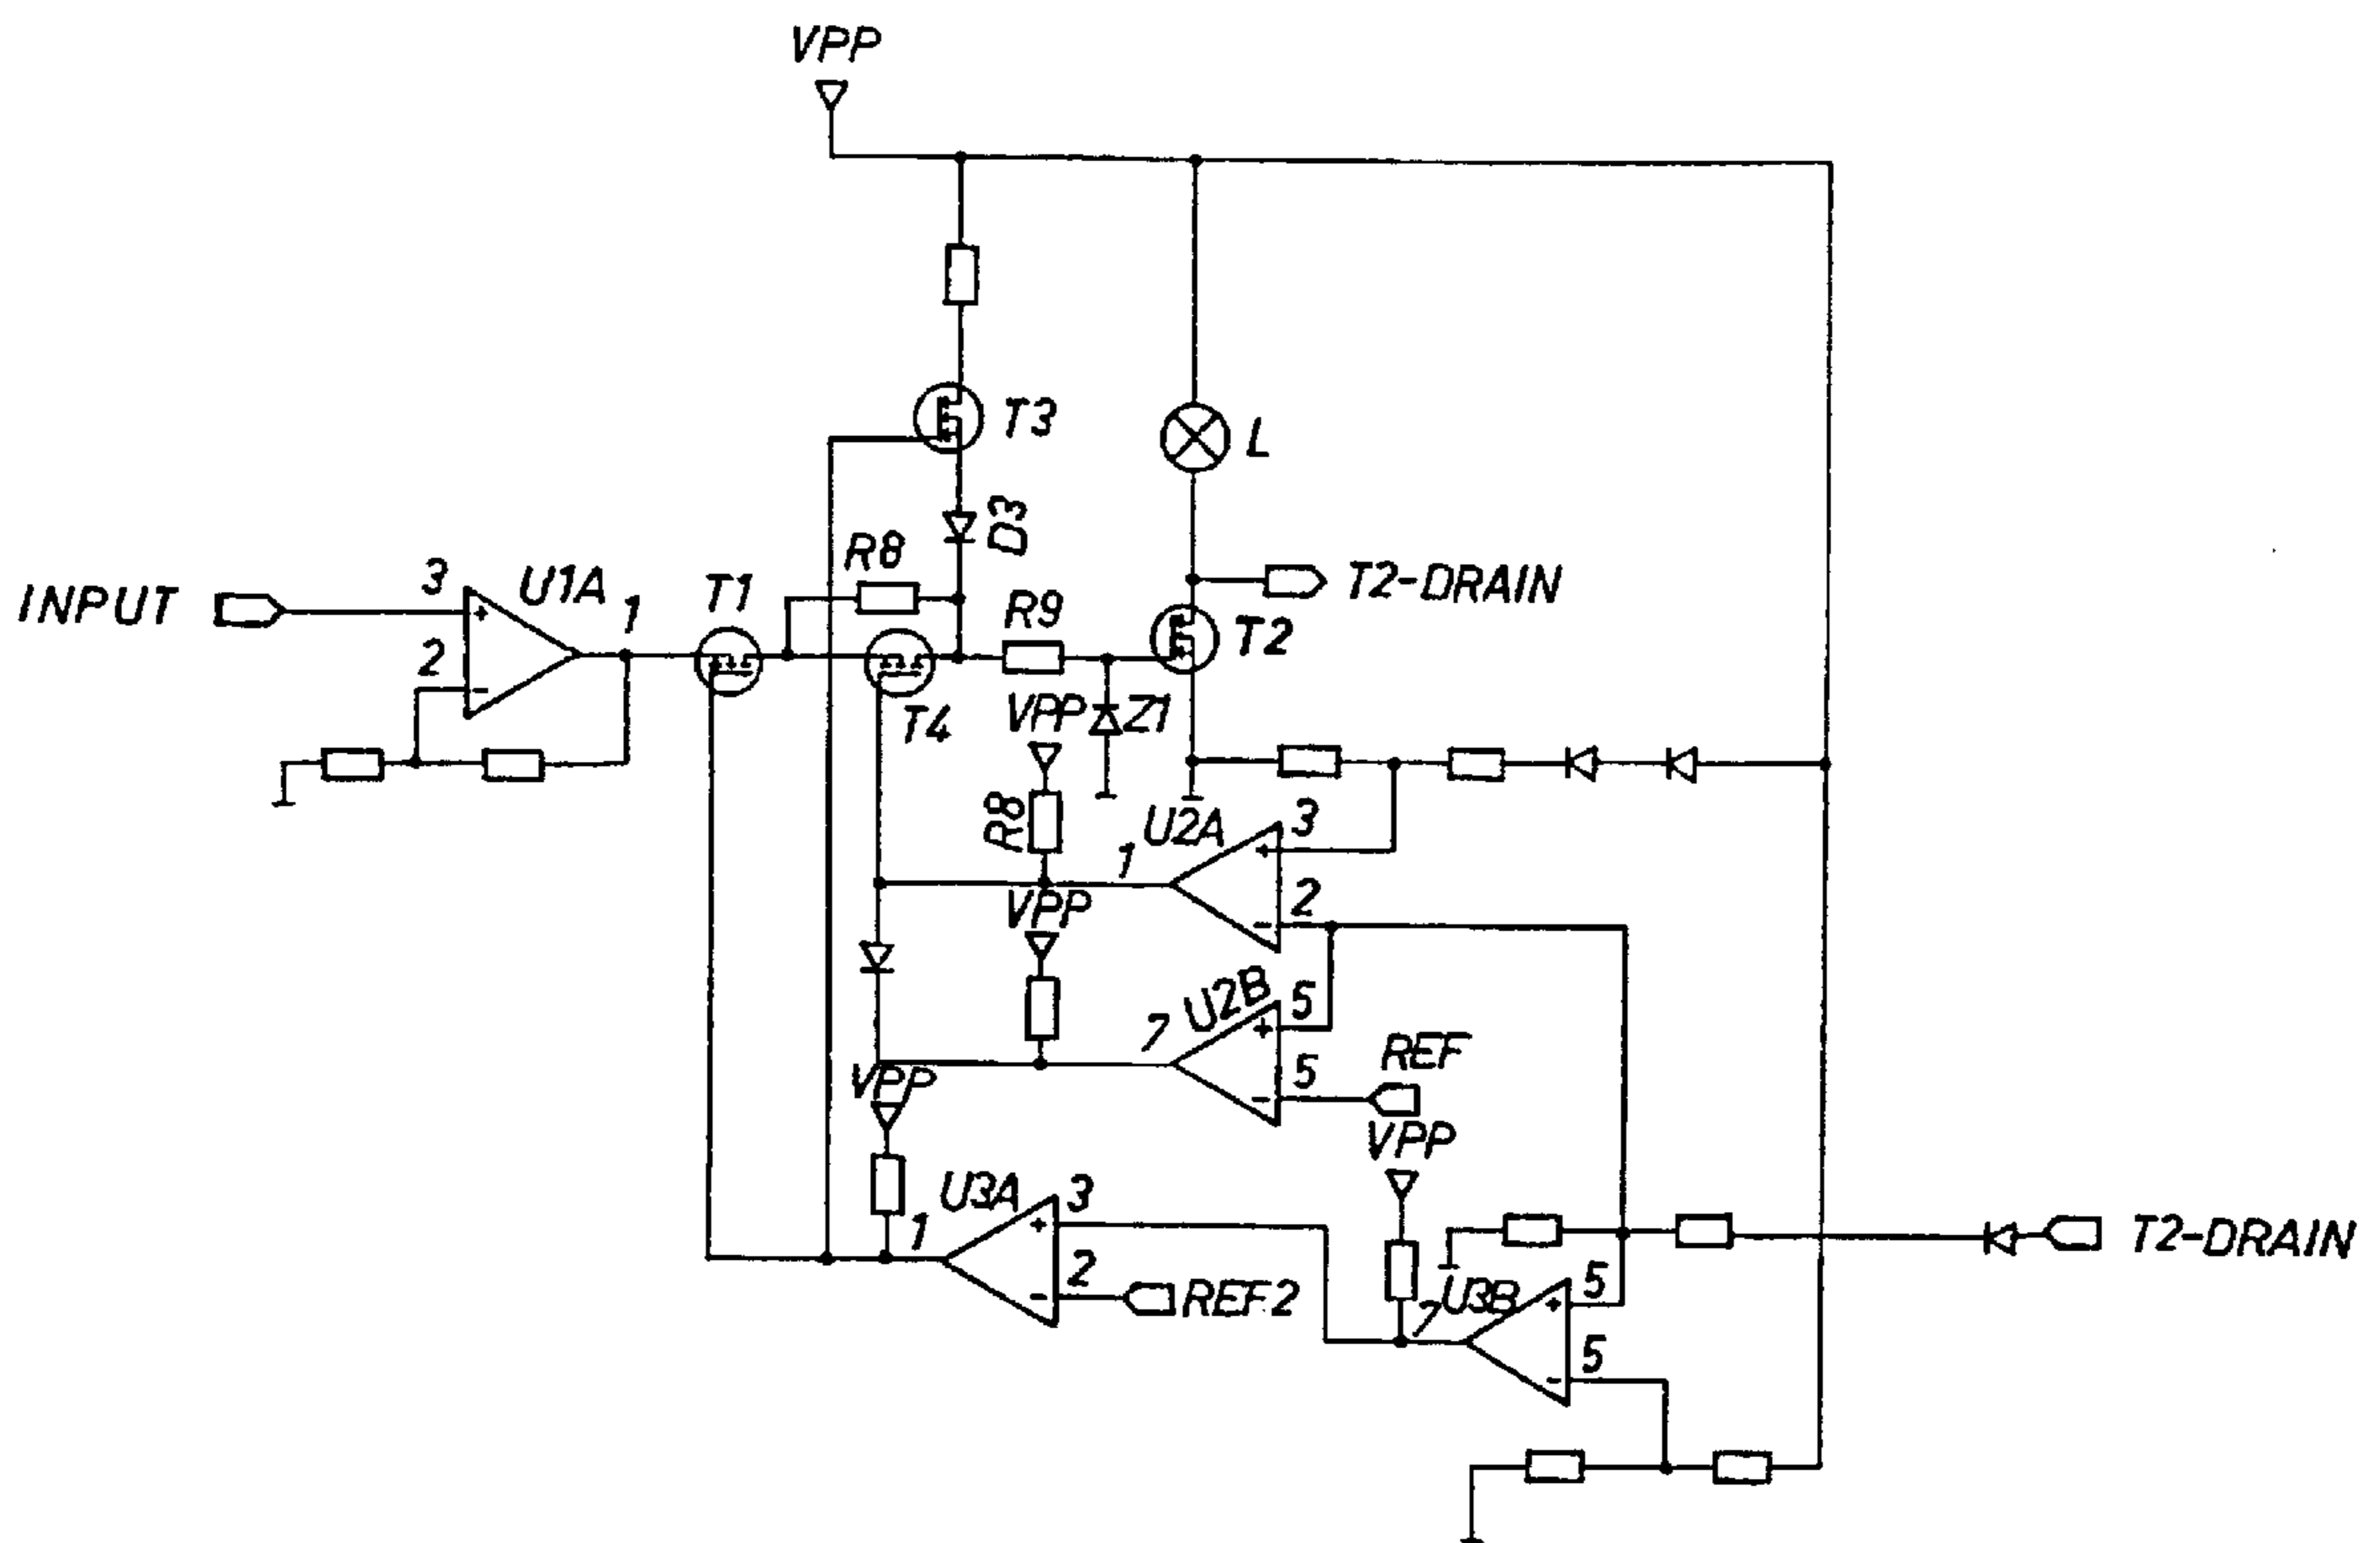 VPP
T3
L
D3
R8
INPUT
3
U1A
1
T1
R9
T2-DRAIN
2
T2
T4
VPP
Z1
R8
U2A
3
1
2
VPP
U2B
5
7
REF
5
VPP
VPP
U3A
3
1
2
REF2
T2-DRAIN
U3B
5
7
5